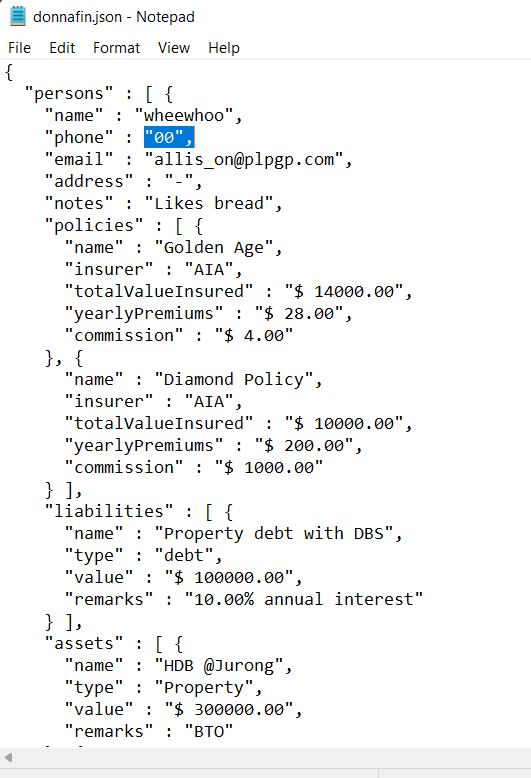 donnafin.json - Notepad
File Edit Format View Help
{
  "persons" : [ {
    "name" : "wheewhoo",
    "phone" : "00",
    "email" : "allis_on@plpgp.com",
    "address" : "-",
    "notes" : "Likes bread",
    "policies" : [ {
      "name" : "Golden Age",
      "insurer" : "AIA",
      "totalValueInsured" : "$ 14000.00",
      "yearlyPremiums" : "$ 28.00",
      "commission" : "$ 4.00"
    }, {
      "name" : "Diamond Policy",
      "insurer" : "AIA",
      "totalValueInsured" : "$ 10000.00",
      "yearlyPremiums" : "$ 200.00",
      "commission" : "$ 1000.00"
    } ],
    "liabilities" : [ {
      "name" : "Property debt with DBS",
      "type" : "debt",
      "value" : "$ 100000.00",
      "remarks" : "10.00% annual interest"
    } ],
    "assets" : [ {
      "name" : "HDB @Jurong",
      "type" : "Property",
      "value" : "$ 300000.00",
      "remarks" : "BTO"